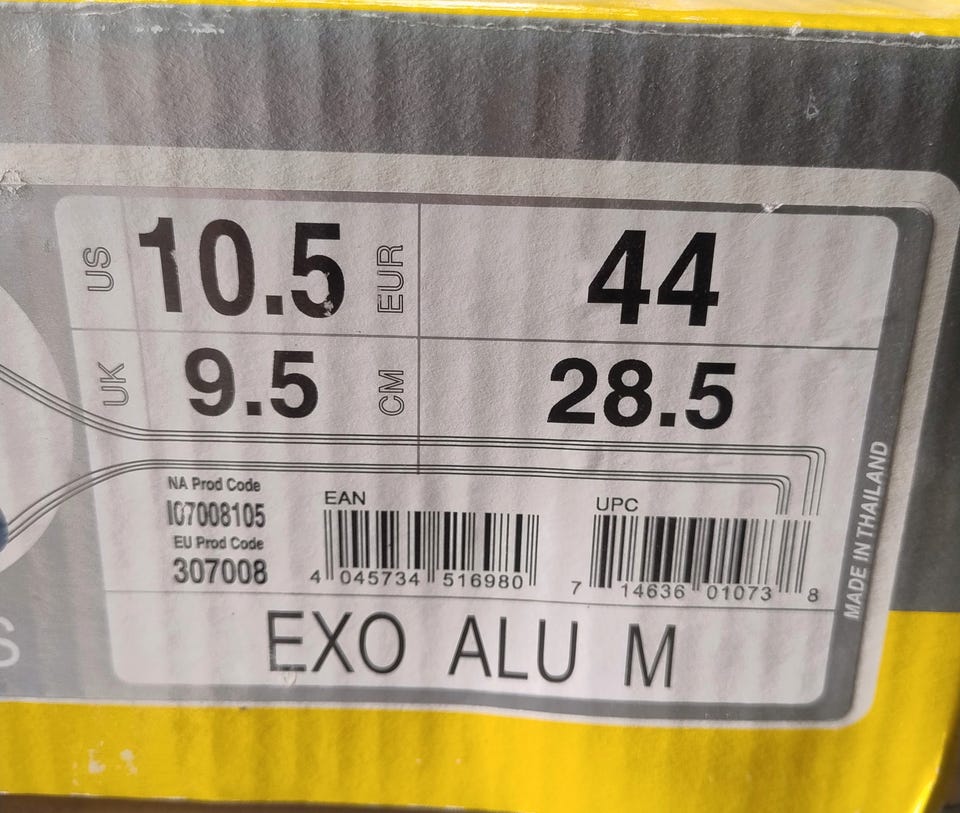 US 10.5 EUR 44
UK 9.5 CM 28.5
NA Prod Code
I07008105
EU Prod Code
307008
EAN
4 045734 516980
UPC
7 14636 01073 8
EXO ALU M
MADE IN THAILAND
S